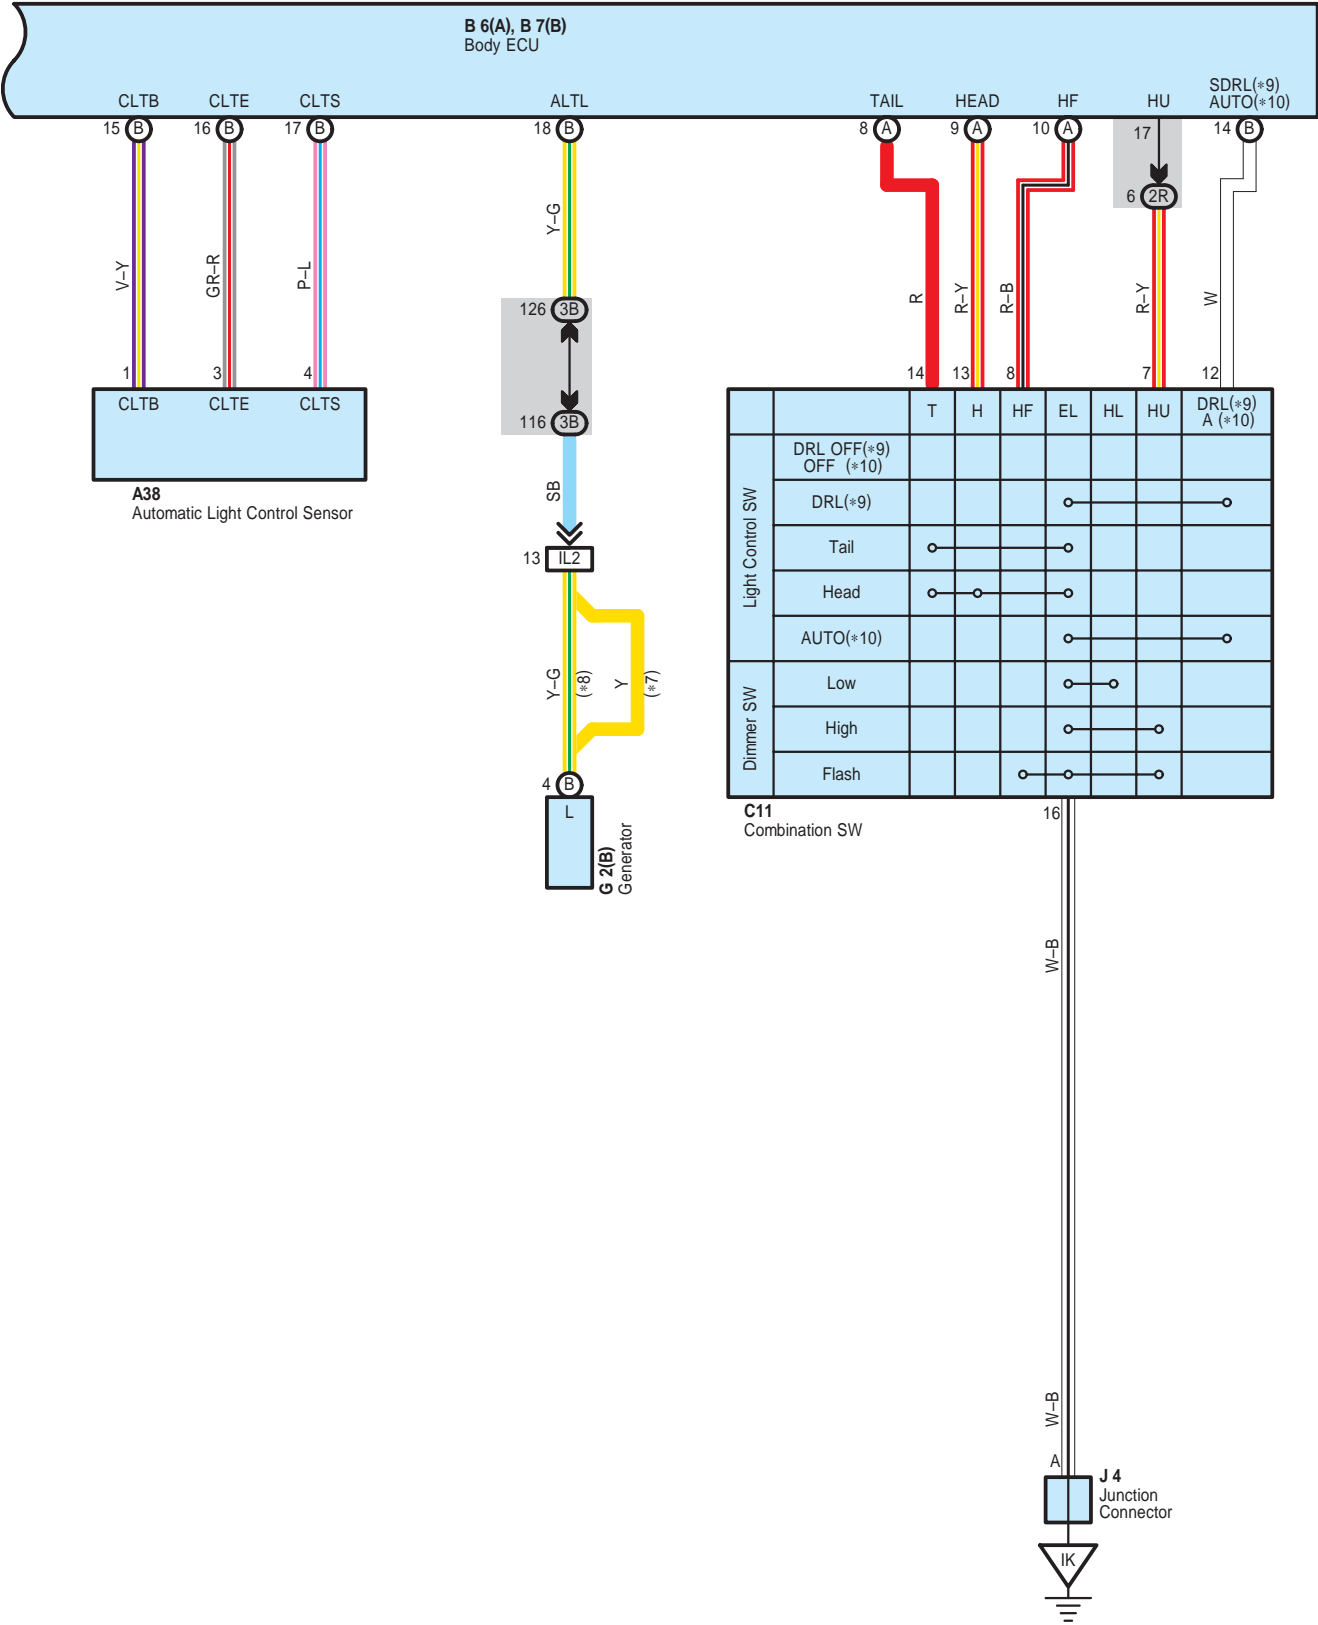 B 6(A), B 7(B)
Body ECU
CLTB
CLTE
CLTS
ALTL
TAIL
HEAD
HF
HU
SDRL(*9)
AUTO(*10)
15 B
16 B
17 B
18 B
8 A
9 A
10 A
17
14 B
6 2R
V–Y
GR–R
P–L
Y–G
R
R–Y
R–B
R–Y
W
126 3B
116 3B
1
3
4
CLTB
CLTE
CLTS
A38
Automatic Light Control Sensor
SB
13 IL2
Y–G
(*8)
Y
(*7)
4 B
L
G 2(B)
Generator
14
13
8
7
12
T
H
HF
EL
HL
HU
DRL(*9)
A (*10)
Light Control SW
DRL OFF(*9)
OFF (*10)
DRL(*9)
Tail
Head
AUTO(*10)
Dimmer SW
Low
High
Flash
C11
Combination SW
16
W–B
W–B
A
J 4
Junction
Connector
IK